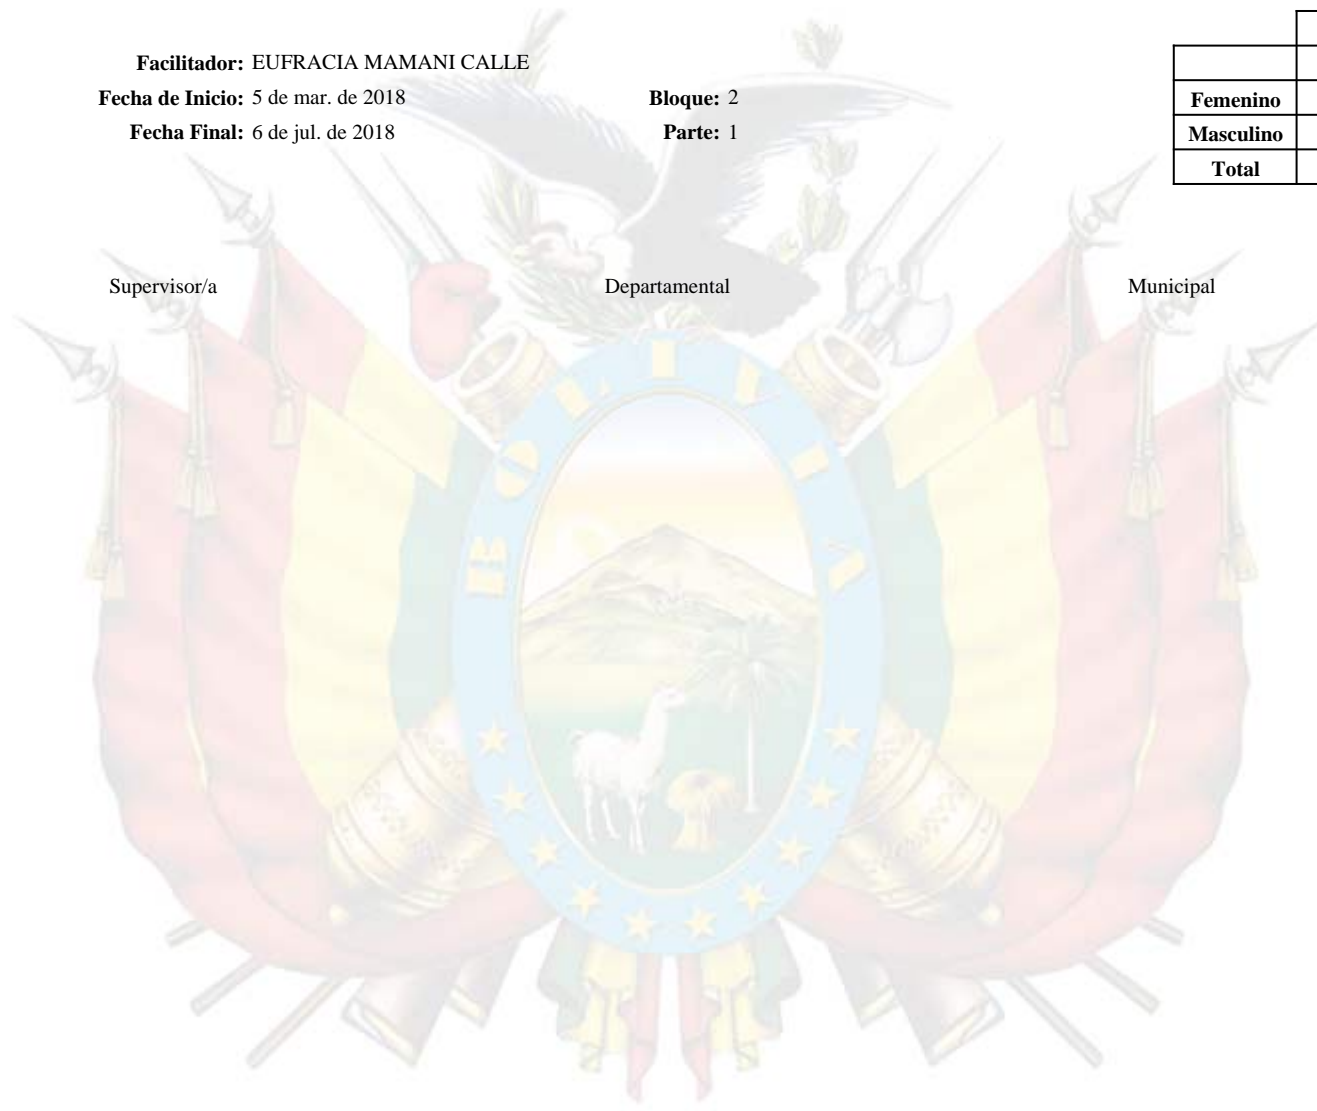 Facilitador: EUFRACIA MAMANI CALLE
Fecha de Inicio: 5 de mar. de 2018 Bloque: 2
Fecha Final: 6 de jul. de 2018 Parte: 1
Femenino
Masculino
Total
Supervisor/a Departamental Municipal
BOLIVIA